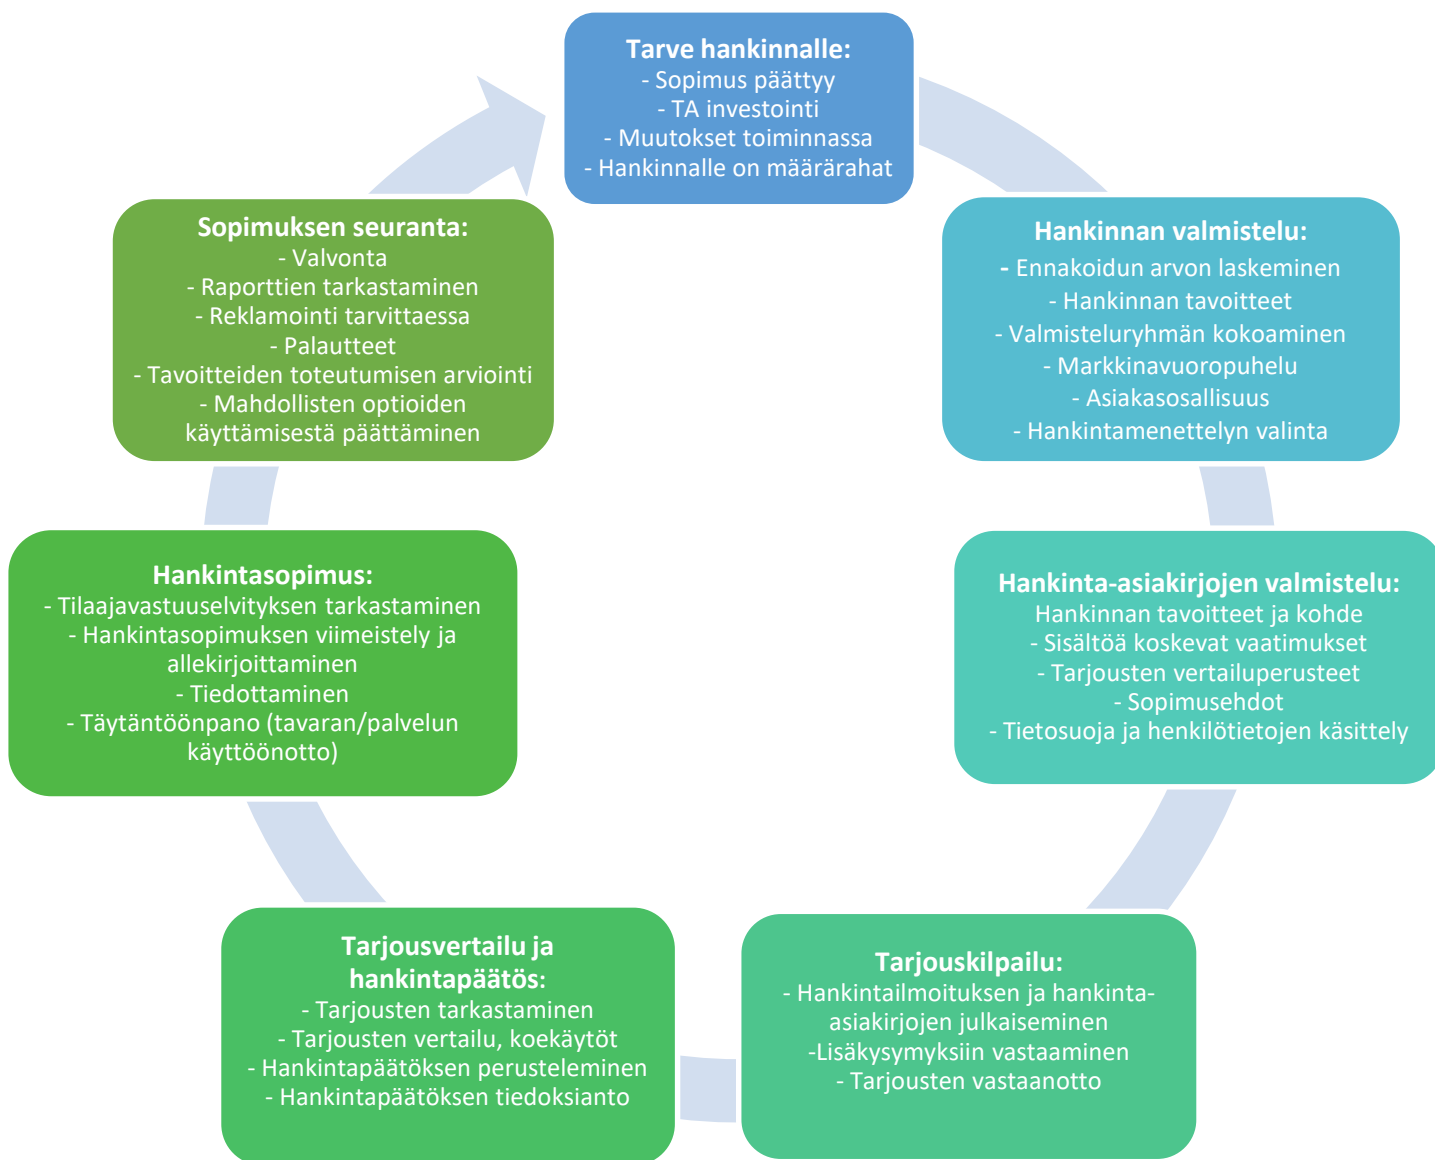 Tarve hankinnalle:
- Sopimus päättyy
- TA investointi
- Muutokset toiminnassa
- Hankinnalle on määrärahat
Hankinnan valmistelu:
- Ennakoidun arvon laskeminen
- Hankinnan tavoitteet
- Valmisteluryhmän kokoaminen
- Markkinavuoropuhelu
- Asiakasosallisuus
- Hankintamenettelyn valinta
Hankinta-asiakirjojen valmistelu:
Hankinnan tavoitteet ja kohde
- Sisältöä koskevat vaatimukset
- Tarjousten vertailuperusteet
- Sopimusehdot
- Tietosuoja ja henkilötietojen käsittely
Tarjouskilpailu:
- Hankintailmoituksen ja hankinta-
asiakirjojen julkaiseminen
-Lisäkysymyksiin vastaaminen
- Tarjousten vastaanotto
Tarjousvertailu ja
hankintapäätös:
- Tarjousten tarkastaminen
- Tarjousten vertailu, koekäytöt
- Hankintapäätöksen perusteleminen
- Hankintapäätöksen tiedoksianto
Hankintasopimus:
- Tilaajavastuuselvityksen tarkastaminen
- Hankintasopimuksen viimeistely ja
allekirjoittaminen
- Tiedottaminen
- Täytäntöönpano (tavaran/palvelun
käyttöönotto)
Sopimuksen seuranta:
- Valvonta
- Raporttien tarkastaminen
- Reklamointi tarvittaessa
- Palautteet
- Tavoitteiden toteutumisen arviointi
- Mahdollisten optioiden
käyttämisestä päättäminen